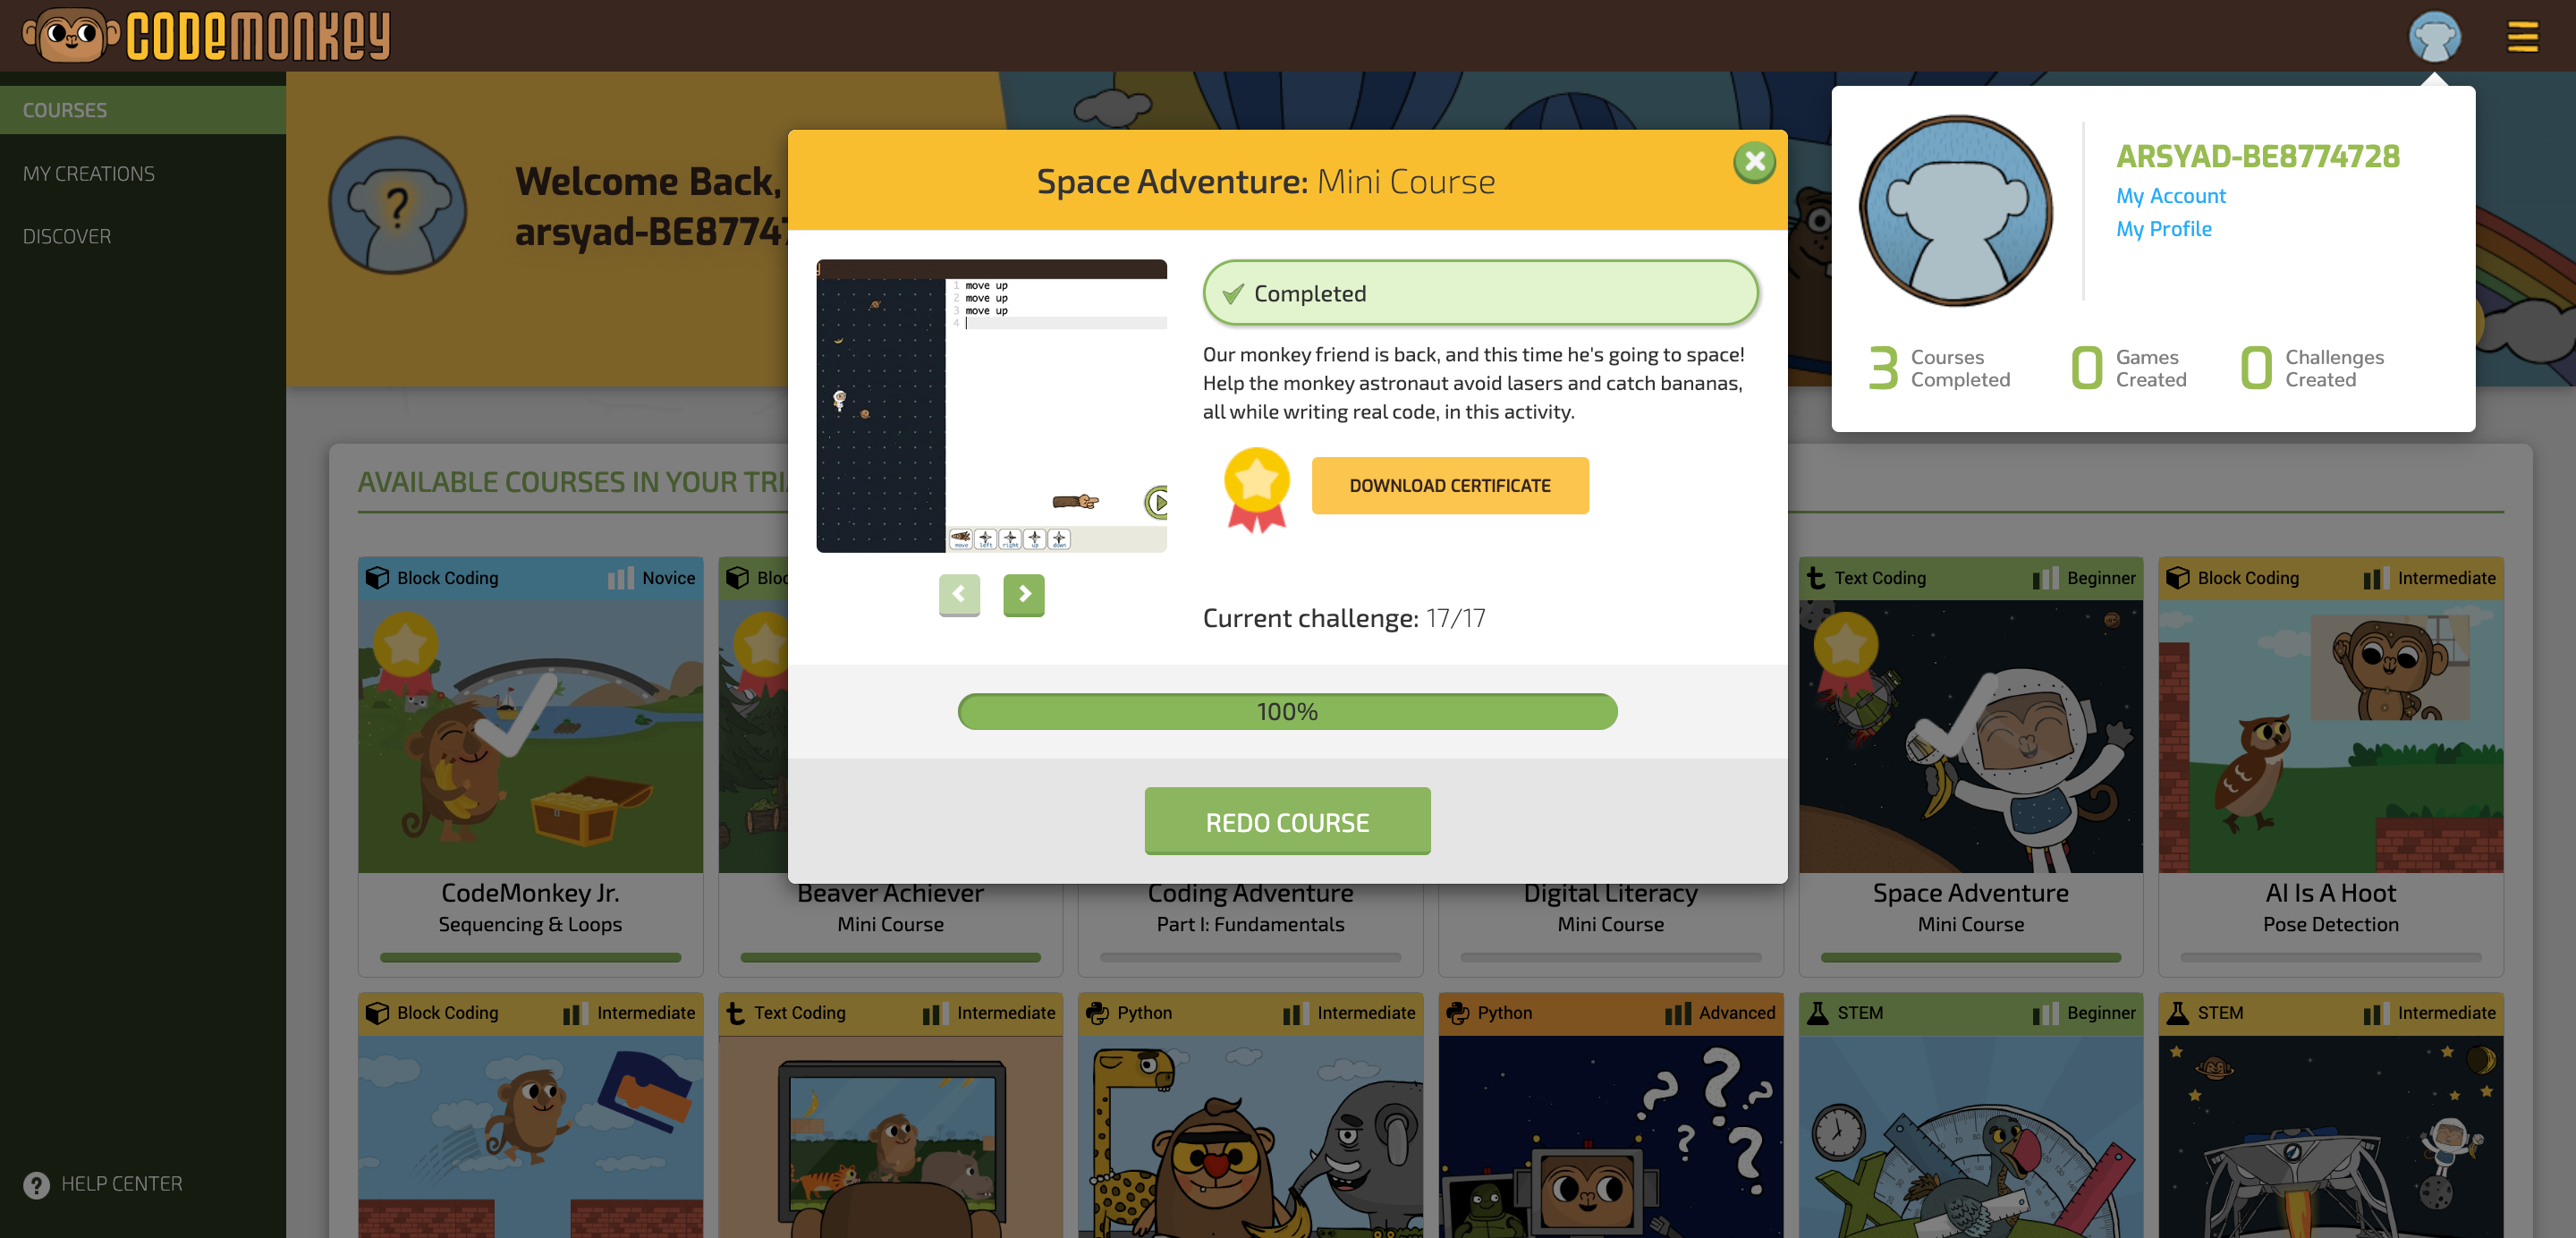 CODEMONKEY
COURSES
MY CREATIONS
DISCOVER
HELP CENTER
Welcome Back,
arsyad-BE8774
ARSYAD-BE8774728
My Account
My Profile
3 Courses Completed
0 Games Created
0 Challenges Created
Space Adventure: Mini Course
1 move up
2 move up
3 move up
4
move left right up down
Completed
Our monkey friend is back, and this time he's going to space!
Help the monkey astronaut avoid lasers and catch bananas,
all while writing real code, in this activity.
DOWNLOAD CERTIFICATE
Current challenge: 17/17
100%
REDO COURSE
AVAILABLE COURSES IN YOUR TRI
Block Coding Novice
CodeMonkey Jr.
Sequencing & Loops
Bloc
Beaver Achiever
Mini Course
Coding Adventure
Part I: Fundamentals
Digital Literacy
Mini Course
Text Coding Beginner
Space Adventure
Mini Course
Block Coding Intermediate
AI Is A Hoot
Pose Detection
Block Coding Intermediate
Text Coding Intermediate
Python Intermediate
Python Advanced
STEM Beginner
STEM Intermediate